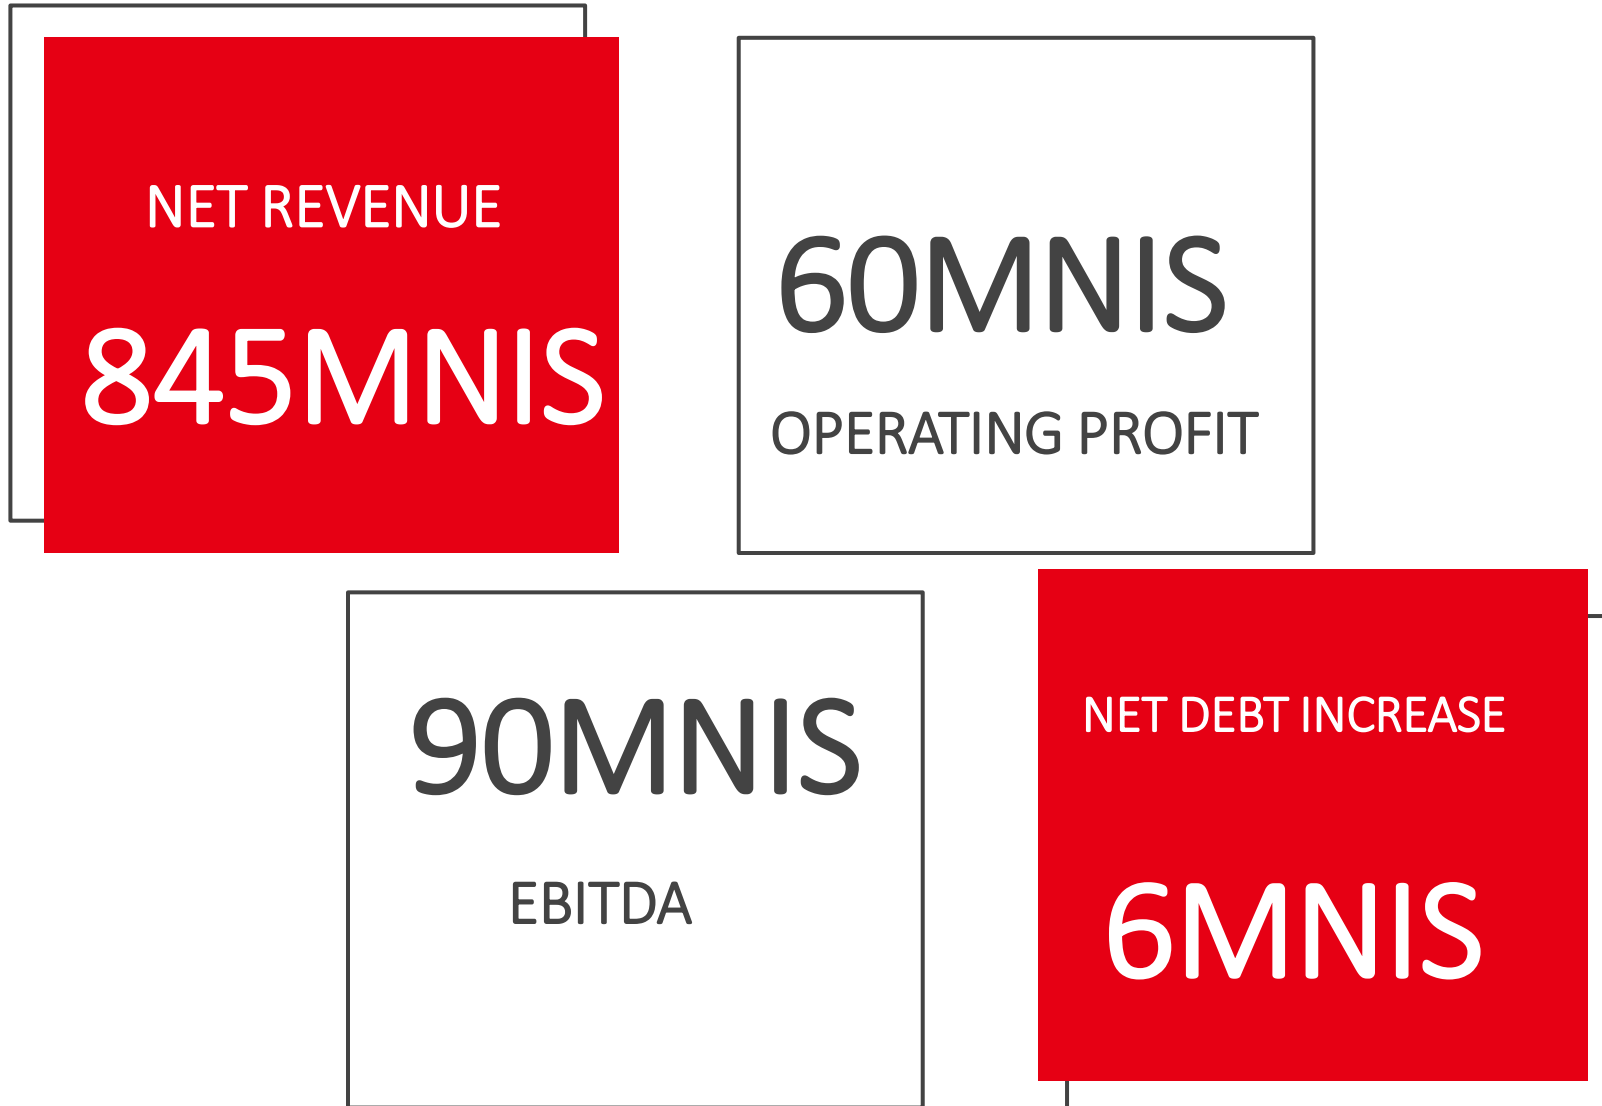 NET REVENUE
845MNIS
60MNIS
OPERATING PROFIT
90MNIS
EBITDA
NET DEBT INCREASE
6MNIS